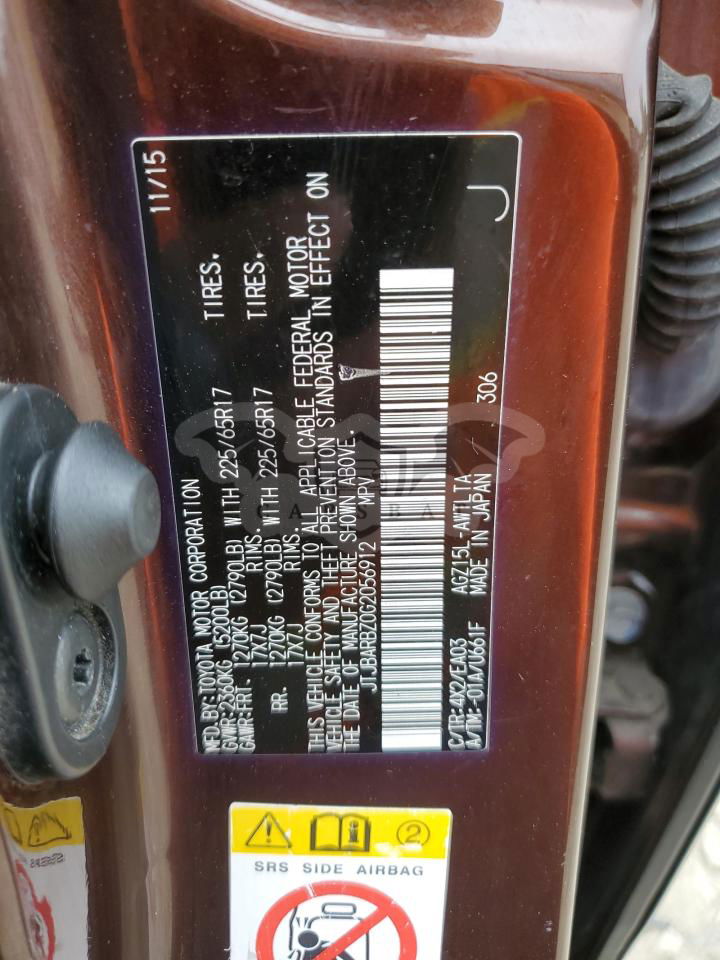 11/15
MFD.BY:TOYOTA MOTOR CORPORATION
GVWR:2360KG (5200LB)
GAWR:FRT. 1270KG (2790LB) WITH 225/65R17 TIRES.
17X7J RIMS.
RR. 1270KG (2790LB) WITH 225/65R17 TIRES.
17X7J RIMS.
THIS VEHICLE CONFORMS TO ALL APPLICABLE FEDERAL MOTOR
VEHICLE SAFETY AND THEFT PREVENTION STANDARDS IN EFFECT ON
THE DATE OF MANUFACTURE SHOWN ABOVE.
JTJBARBZ0G2056912 MPV
C/TR:4X2/EA03 AGZ15L-AWTLTA
A/TM:-01A/U661F MADE IN JAPAN 306
J
2
SRS SIDE AIRBAG